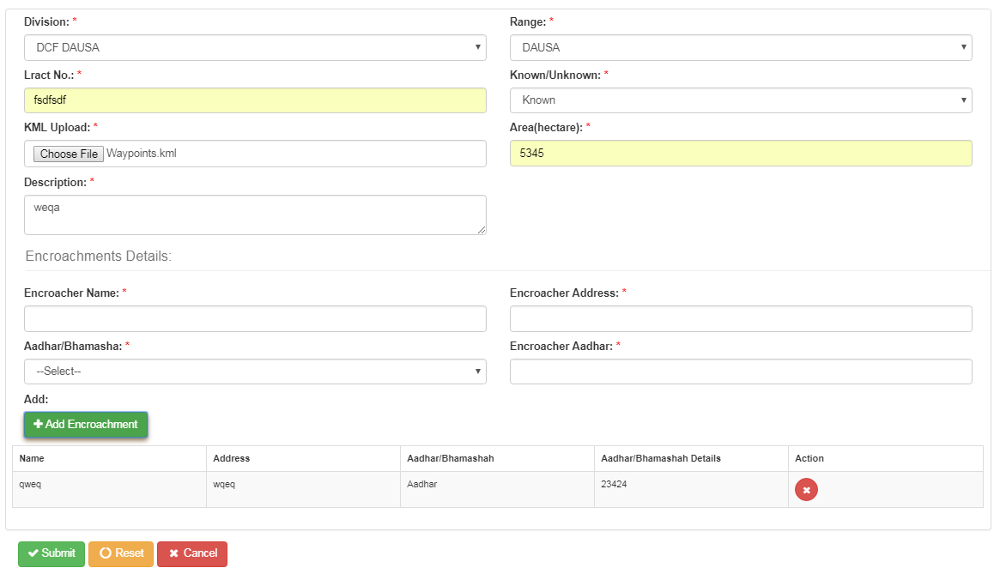 Division: * Range: *
DCF DAUSA DAUSA
Lract No.: * Known/Unknown: *
fsdfsdf Known
KML Upload: * Area(hectare): *
Choose File Waypoints.kml 5345
Description: *
weqa
Encroachments Details:
Encroacher Name: * Encroacher Address: *
Aadhar/Bhamasha: * Encroacher Aadhar: *
--Select--
Add:
Add Encroachment
Name Address Aadhar/Bhamashah Aadhar/Bhamashah Details Action
qweq wqeq Aadhar 23424
Submit Reset Cancel